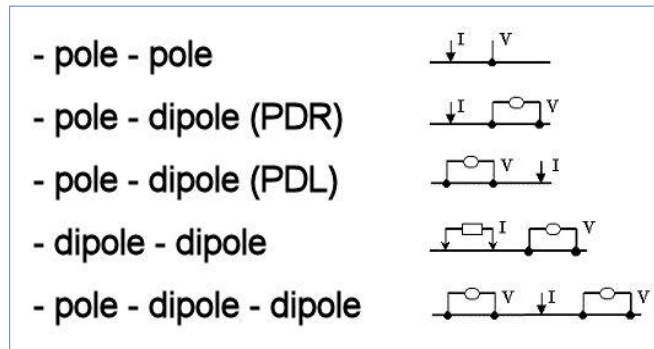 - pole - pole I V
- pole - dipole (PDR) I V
- pole - dipole (PDL) V I
- dipole - dipole I V
- pole - dipole - dipole V I V